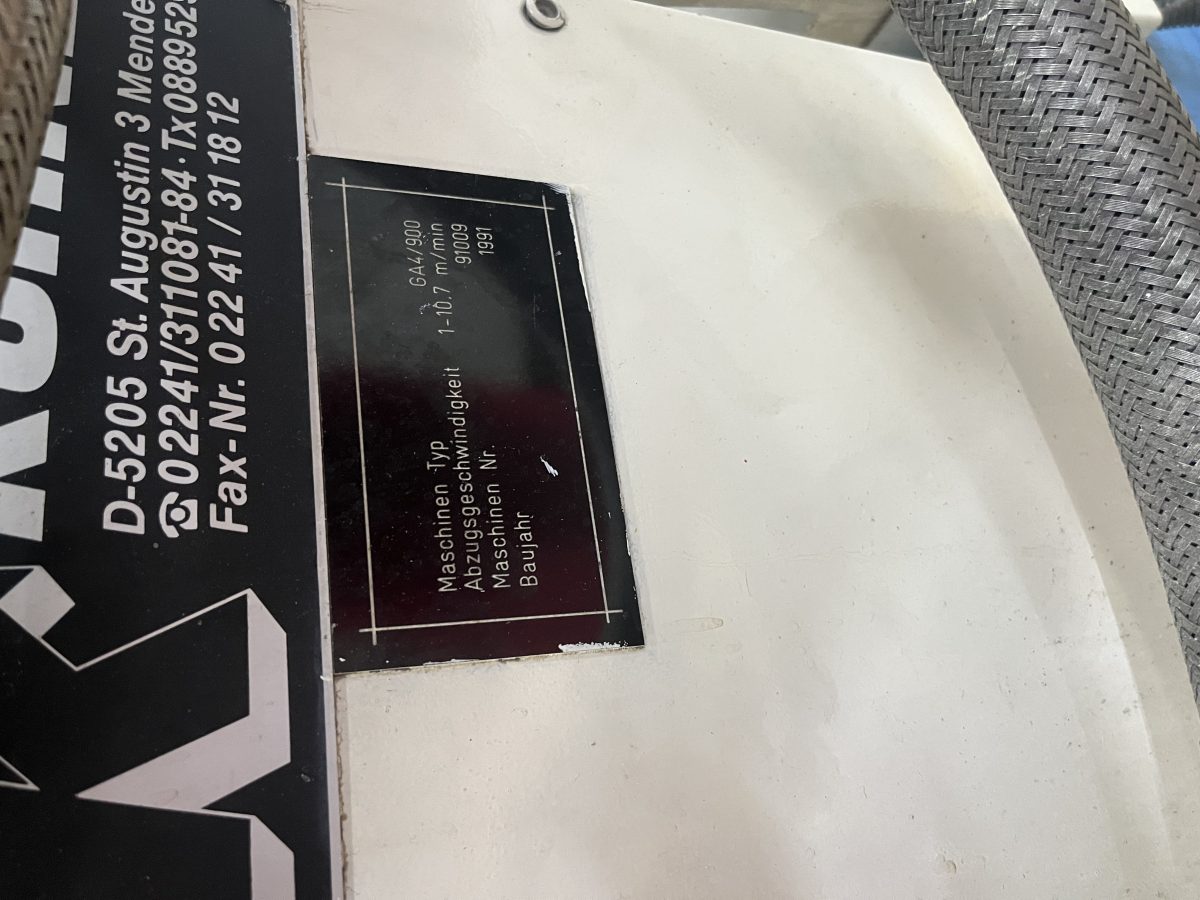 D-5205 St. Augustin 3 Mende
☎02241/311081-84·Tx 088952
Fax-Nr. 0 22 41 / 31 18 12
Maschinen Typ GA4/900
Abzugsgeschwindigkeit 1-10.7 m/min
Maschinen Nr. 91009
Baujahr 1991